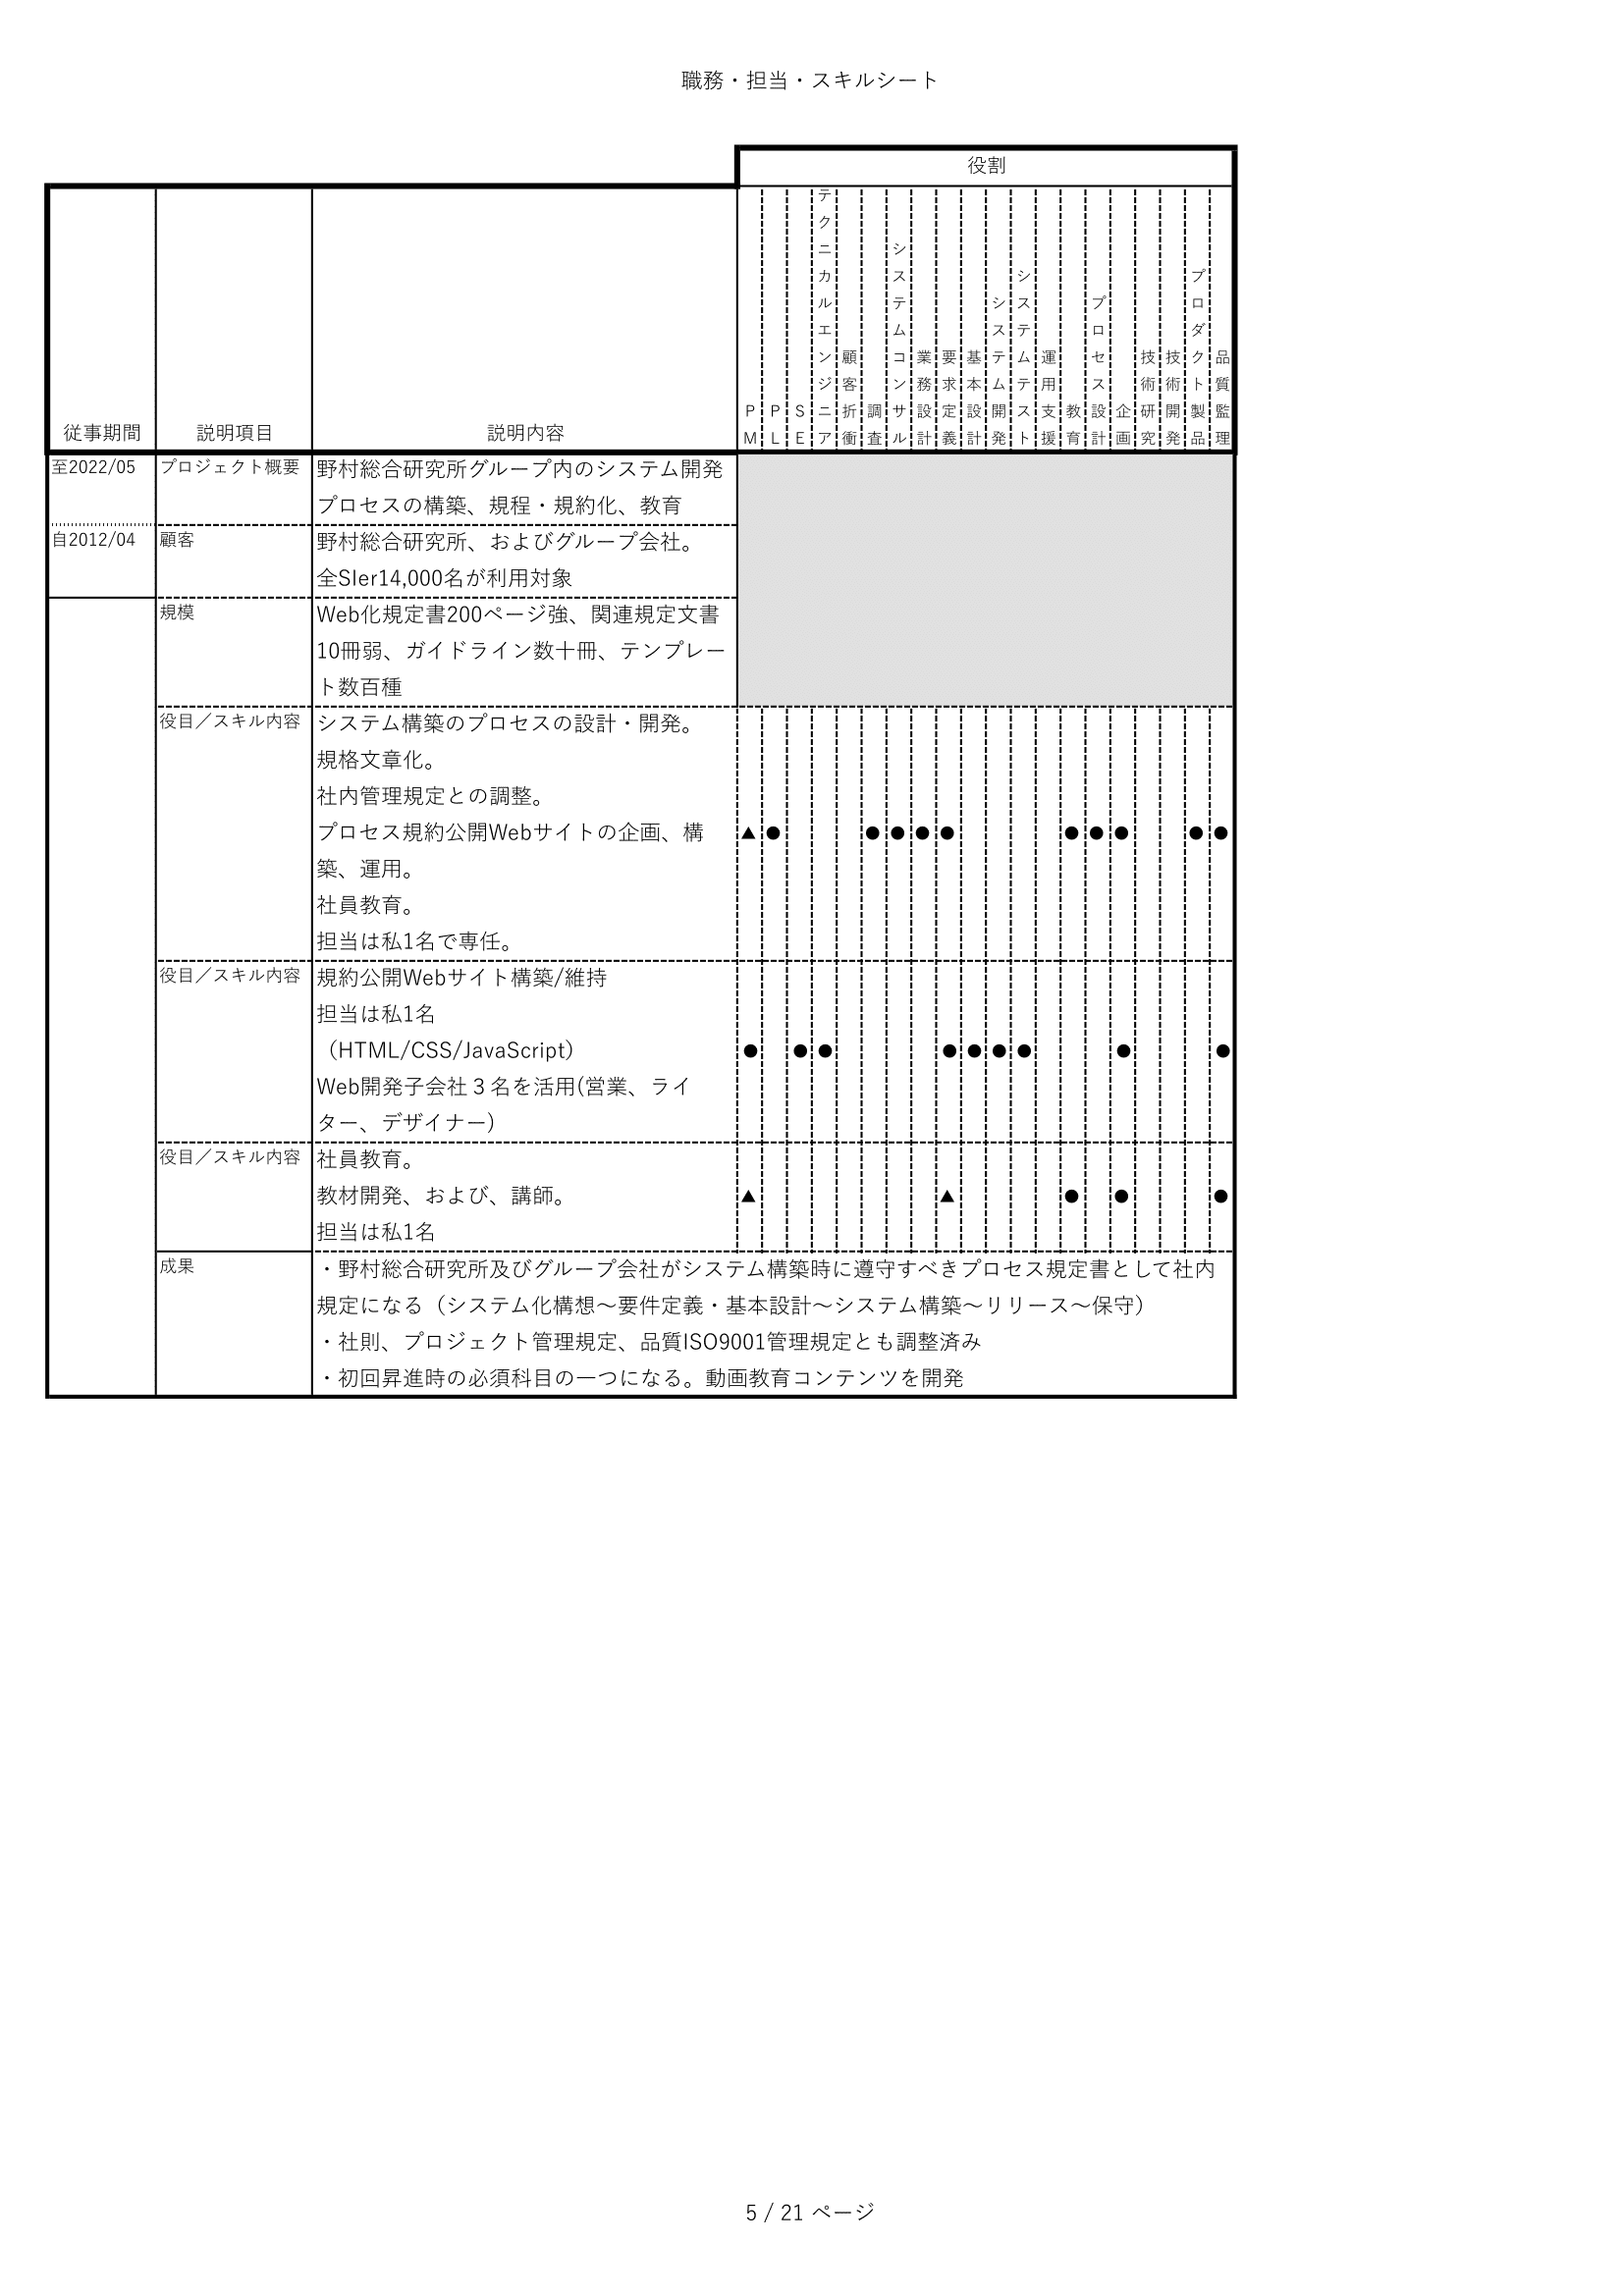 職務・担当・スキルシート
役割
従事期間
説明項目
説明内容
PM
PL
SE
テクニカルエンジニア
顧客折衝
調査
システムコンサル
業務設計
要求定義
基本設計
システム開発
システムテスト
運用支援
教育
プロセス設計
企画
技術研究
技術開発
プロダクト製品
品質監理
至2022/05 プロジェクト概要 野村総合研究所グループ内のシステム開発
プロセスの構築、規程・規約化、教育
自2012/04 顧客 野村総合研究所、およびグループ会社。
全SIer14,000名が利用対象
規模 Web化規定書200ページ強、関連規定文書
10冊弱、ガイドライン数十冊、テンプレー
ト数百種
役目／スキル内容 システム構築のプロセスの設計・開発。
規格文章化。
社内管理規定との調整。
プロセス規約公開Webサイトの企画、構 ▲ ● ● ● ● ● ● ● ● ● ●
築、運用。
社員教育。
担当は私1名で専任。
役目／スキル内容 規約公開Webサイト構築/維持
担当は私1名
（HTML/CSS/JavaScript） ● ● ● ● ● ● ● ● ●
Web開発子会社３名を活用(営業、ライ
ター、デザイナー）
役目／スキル内容 社員教育。
教材開発、および、講師。 ▲ ▲ ● ● ●
担当は私1名
成果 ・野村総合研究所及びグループ会社がシステム構築時に遵守すべきプロセス規定書として社内
規定になる（システム化構想～要件定義・基本設計～システム構築～リリース～保守）
・社則、プロジェクト管理規定、品質ISO9001管理規定とも調整済み
・初回昇進時の必須科目の一つになる。動画教育コンテンツを開発
5 / 21 ページ